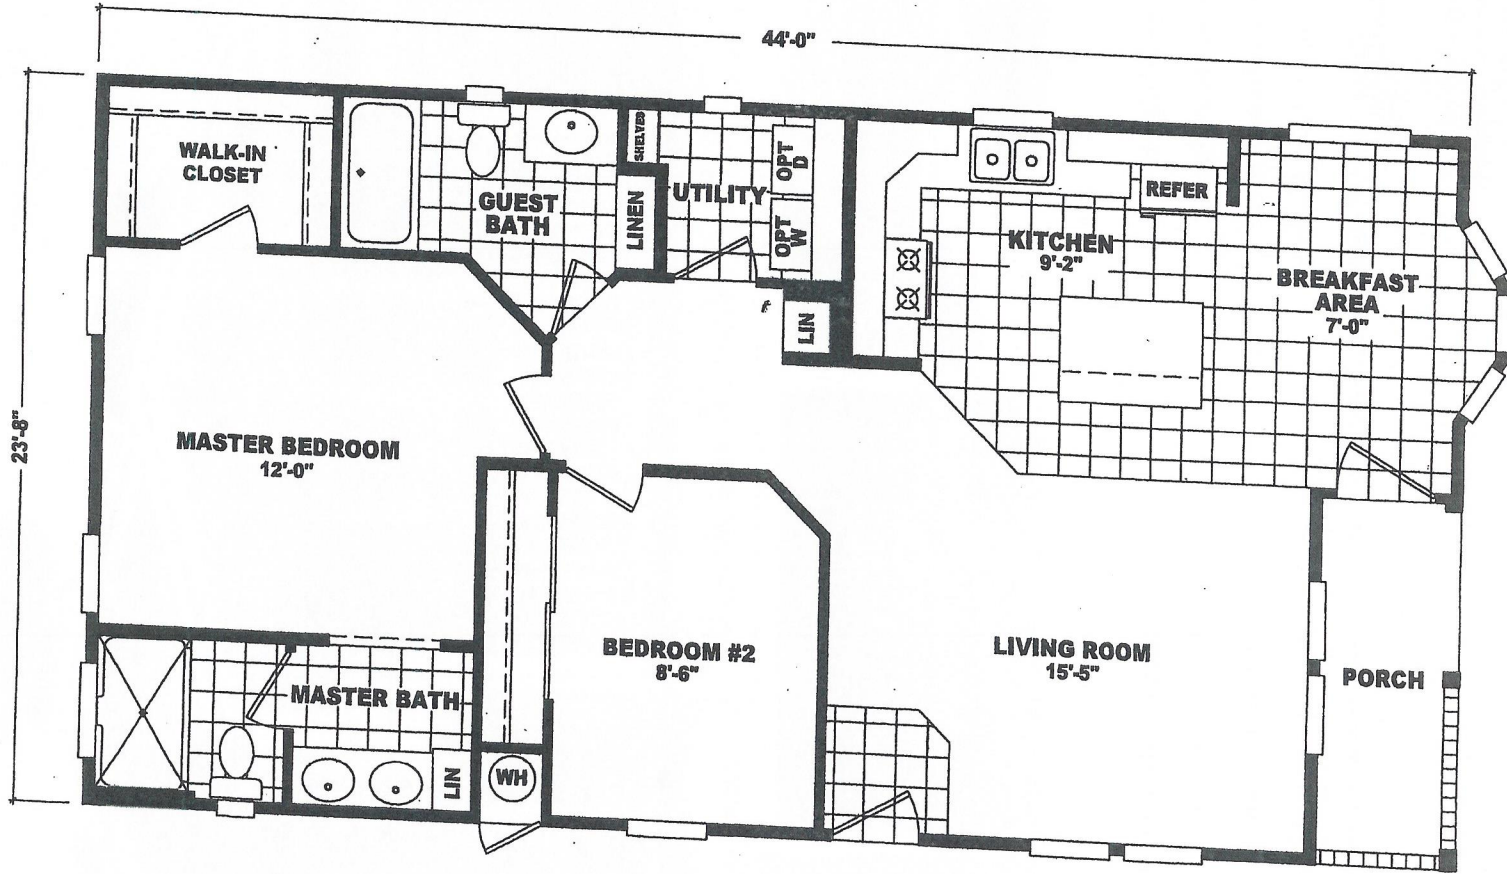 44'-0"
23'-8"
WALK-IN
CLOSET
GUEST
BATH
SHELVES
LINEN
UTILITY
OPT
D
OPT
W
LIN
KITCHEN
9'-2"
REFER
BREAKFAST
AREA
7'-0"
MASTER BEDROOM
12'-0"
BEDROOM #2
8'-6"
LIVING ROOM
15'-5"
PORCH
MASTER BATH
LIN
WH